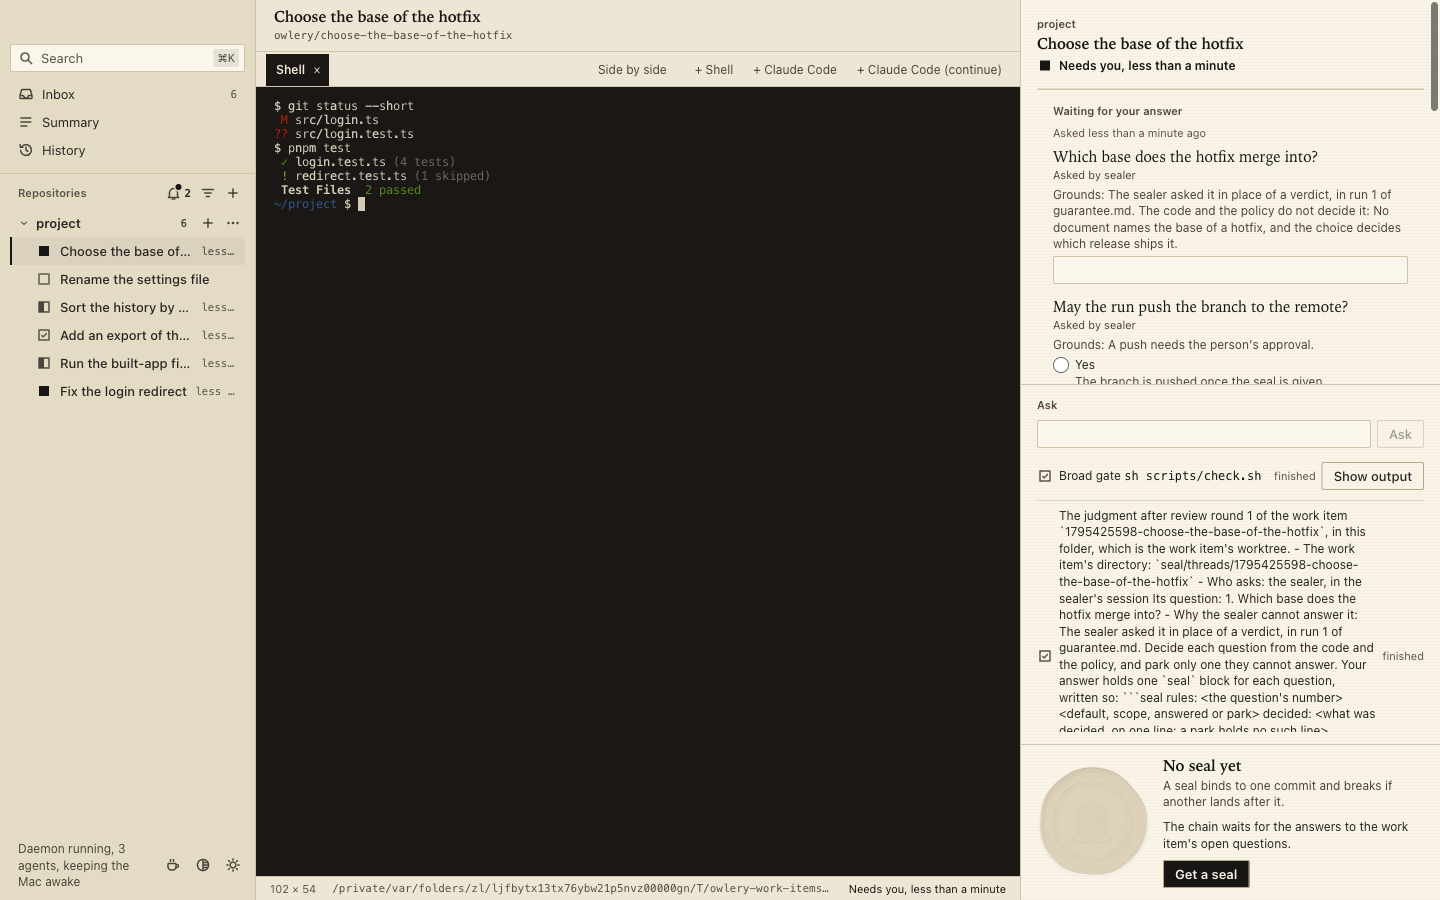 Search ⌘K
Inbox 6
Summary
History
Repositories 2
project 6
Choose the base of... less...
Rename the settings file
Sort the history by ... less...
Add an export of th... less...
Run the built-app fi... less...
Fix the login redirect less ...
Daemon running, 3
agents, keeping the
Mac awake
Choose the base of the hotfix
owlery/choose-the-base-of-the-hotfix
Shell × Side by side + Shell + Claude Code + Claude Code (continue)
$ git status --short
M src/login.ts
?? src/login.test.ts
$ pnpm test
✓ login.test.ts (4 tests)
! redirect.test.ts (1 skipped)
Test Files 2 passed
~/project $
102 × 54 /private/var/folders/zl/ljfbytx13tx76ybw21p5nvz00000gn/T/owlery-work-items... Needs you, less than a minute
project
Choose the base of the hotfix
Needs you, less than a minute
Waiting for your answer
Asked less than a minute ago
Which base does the hotfix merge into?
Asked by sealer
Grounds: The sealer asked it in place of a verdict, in run 1 of
guarantee.md. The code and the policy do not decide it: No
document names the base of a hotfix, and the choice decides
which release ships it.
May the run push the branch to the remote?
Asked by sealer
Grounds: A push needs the person's approval.
Yes
The branch is pushed once the seal is given.
Ask
Ask
Broad gate sh scripts/check.sh finished Show output
The judgment after review round 1 of the work item
`1795425598-choose-the-base-of-the-hotfix`, in this
folder, which is the work item's worktree. - The work
item's directory: `seal/threads/1795425598-choose-
the-base-of-the-hotfix` - Who asks: the sealer, in the
sealer's session Its question: 1. Which base does the
hotfix merge into? - Why the sealer cannot answer it:
The sealer asked it in place of a verdict, in run 1 of
guarantee.md. Decide each question from the code and
the policy, and park only one they cannot answer. Your
answer holds one `seal` block for each question,
written so: ```seal rules: <the question's number>
<default, scope, answered or park> decided: <what was
decided, on one line; a park holds no such line>
finished
No seal yet
A seal binds to one commit and breaks if
another lands after it.
The chain waits for the answers to the work
item's open questions.
Get a seal